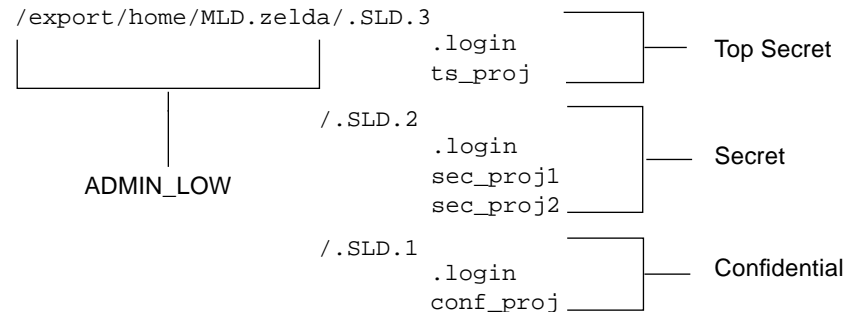 /export/home/MLD.zelda/.SLD.3
.login
ts_proj
Top Secret
/.SLD.2
.login
sec_proj1
sec_proj2
Secret
ADMIN_LOW
/.SLD.1
.login
conf_proj
Confidential